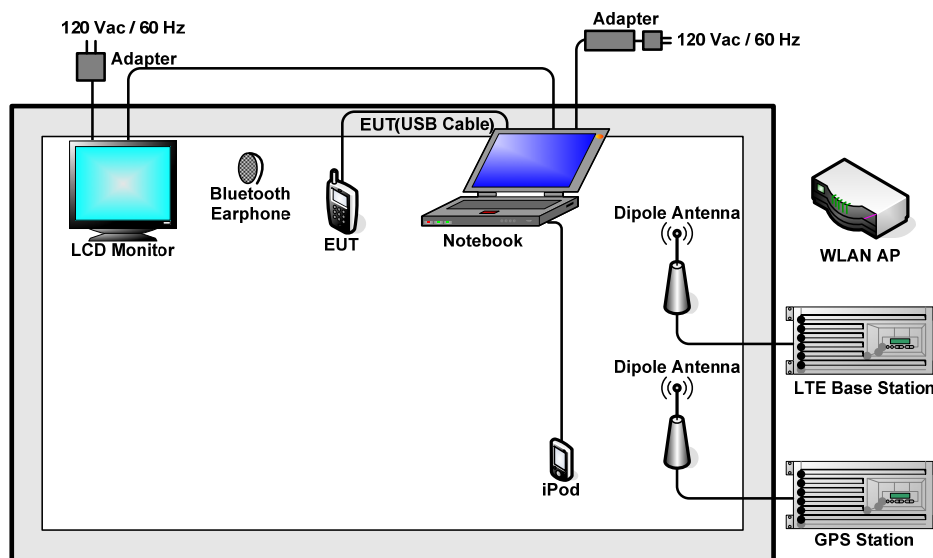 120 Vac / 60 Hz
Adapter
Adapter
120 Vac / 60 Hz
EUT(USB Cable)
LCD Monitor
Bluetooth
Earphone
EUT
Notebook
Dipole Antenna
WLAN AP
LTE Base Station
Dipole Antenna
iPod
GPS Station